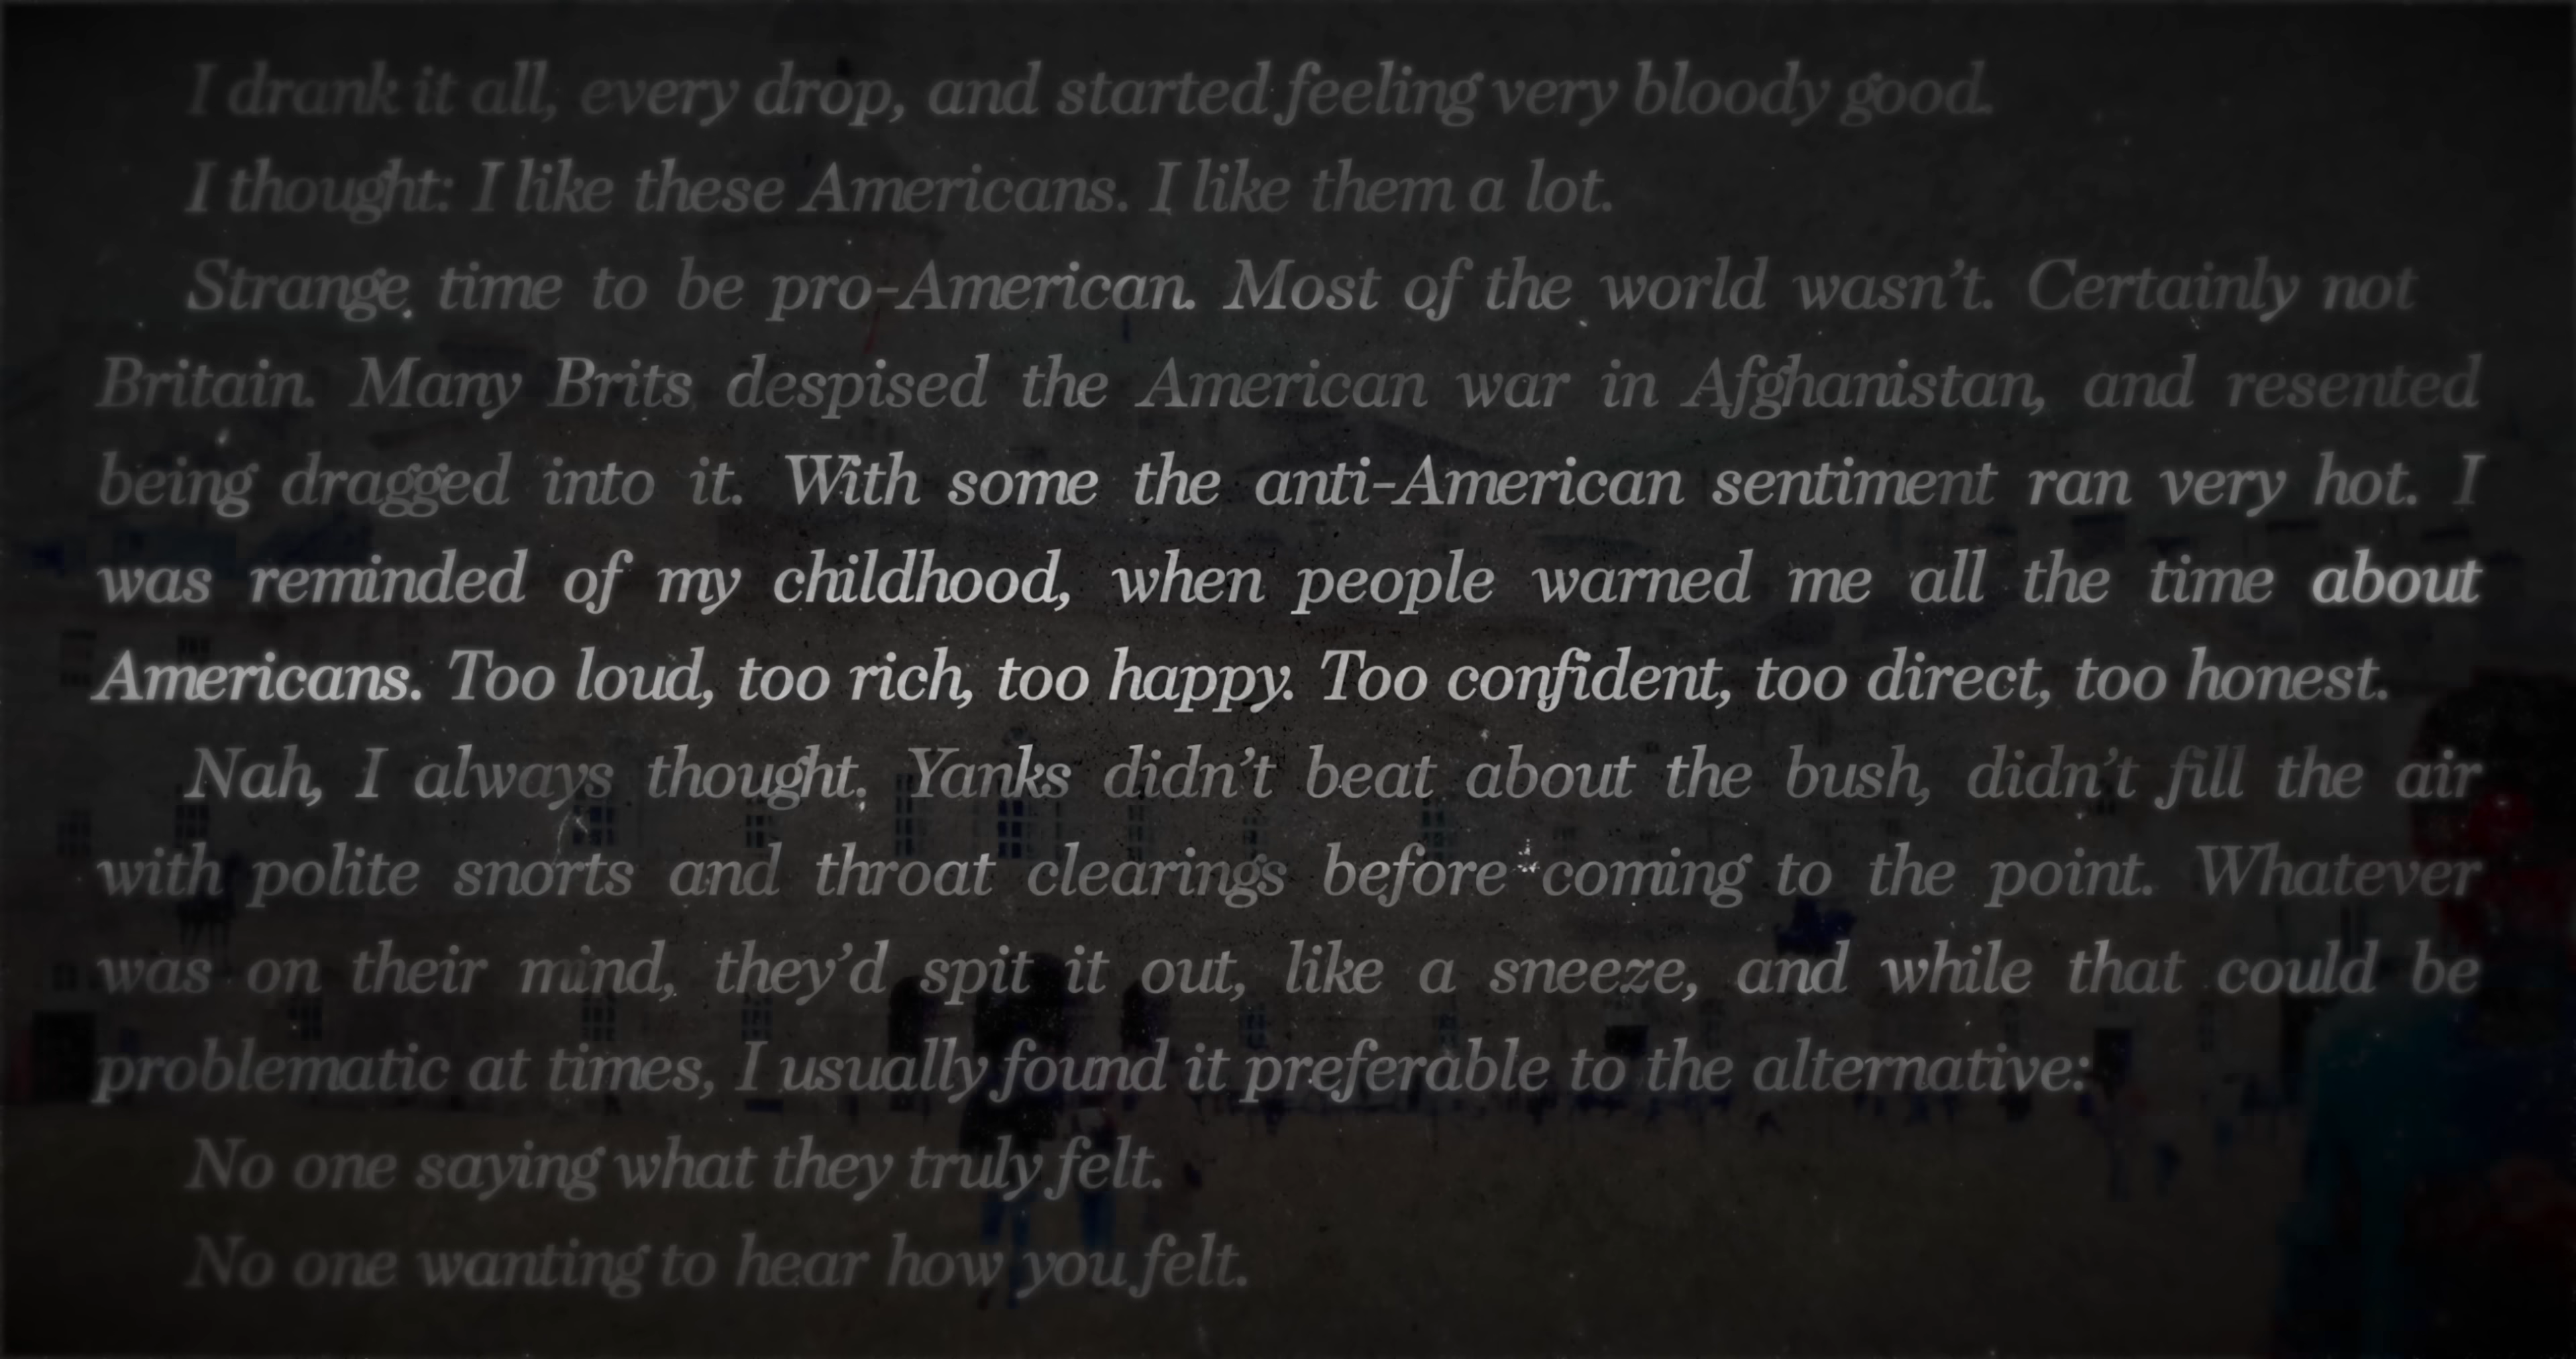 I drank it all, every drop, and started feeling very bloody good.
I thought: I like these Americans. I like them a lot.
Strange time to be pro-American. Most of the world wasn’t. Certainly not
Britain. Many Brits despised the American war in Afghanistan, and resented
being dragged into it. With some the anti-American sentiment ran very hot. I
was reminded of my childhood, when people warned me all the time about
Americans. Too loud, too rich, too happy. Too confident, too direct, too honest.
Nah, I always thought. Yanks didn’t beat about the bush, didn’t fill the air
with polite snorts and throat clearings before coming to the point. Whatever
was on their mind, they’d spit it out, like a sneeze, and while that could be
problematic at times, I usually found it preferable to the alternative:
No one saying what they truly felt.
No one wanting to hear how you felt.